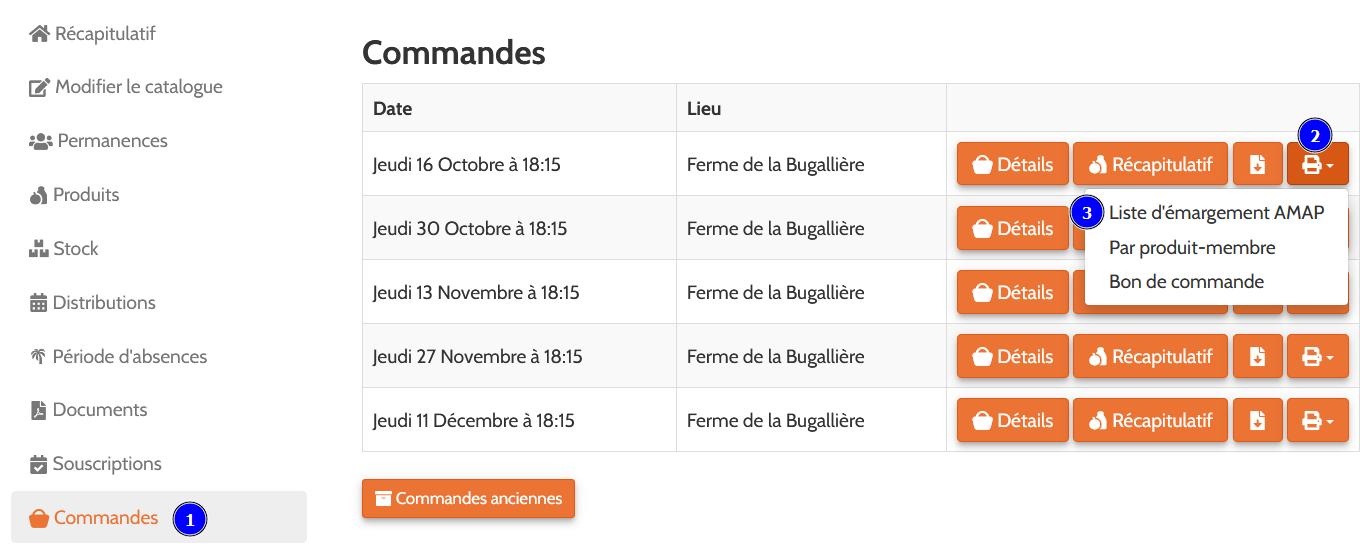 Récapitulatif
Modifier le catalogue
Permanences
Produits
Stock
Distributions
Période d'absences
Documents
Souscriptions
Commandes 1
Commandes
Date Lieu
2
Jeudi 16 Octobre à 18:15 Ferme de la Bugallière Détails Récapitulatif
3 Liste d'émargement AMAP
Par produit-membre
Bon de commande
Jeudi 30 Octobre à 18:15 Ferme de la Bugallière Détails
Jeudi 13 Novembre à 18:15 Ferme de la Bugallière Détails
Jeudi 27 Novembre à 18:15 Ferme de la Bugallière Détails Récapitulatif
Jeudi 11 Décembre à 18:15 Ferme de la Bugallière Détails Récapitulatif
Commandes anciennes